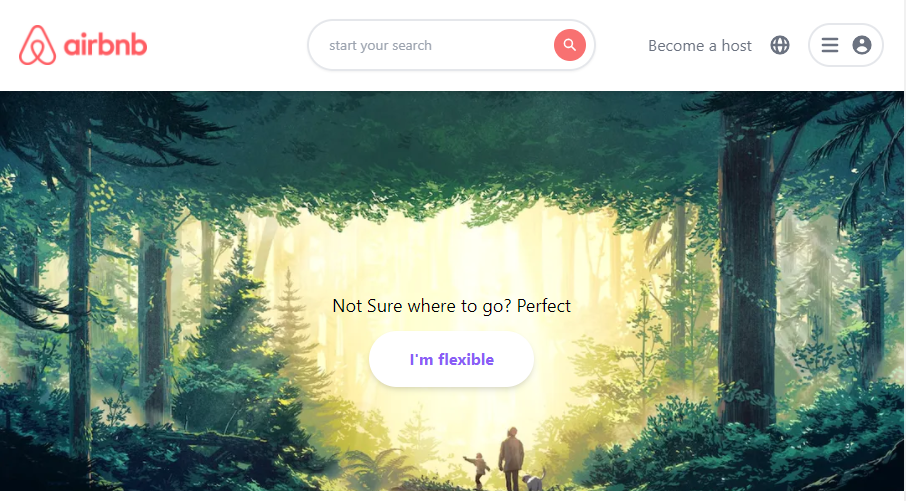 airbnb
start your search
Become a host
Not Sure where to go? Perfect
I'm flexible